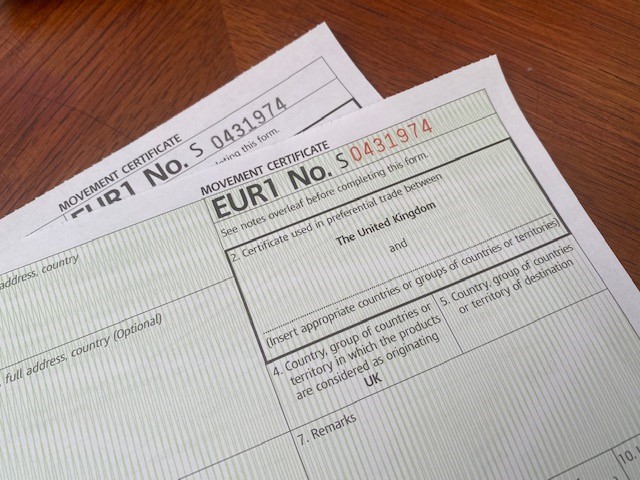 MOVEMENT CERTIFICATE
EUR1 No. S 0431974
this form.
MOVEMENT CERTIFICATE
EUR1 No. S 0431974
See notes overleaf before completing this form.
address, country
2. Certificate used in preferential trade between
The United Kingdom
and
(Insert appropriate countries or groups of countries or territories)
full address, country (Optional)
4. Country, group of countries or
territory in which the products
are considered as originating
UK
5. Country, group of countries
or territory of destination
7. Remarks
10.